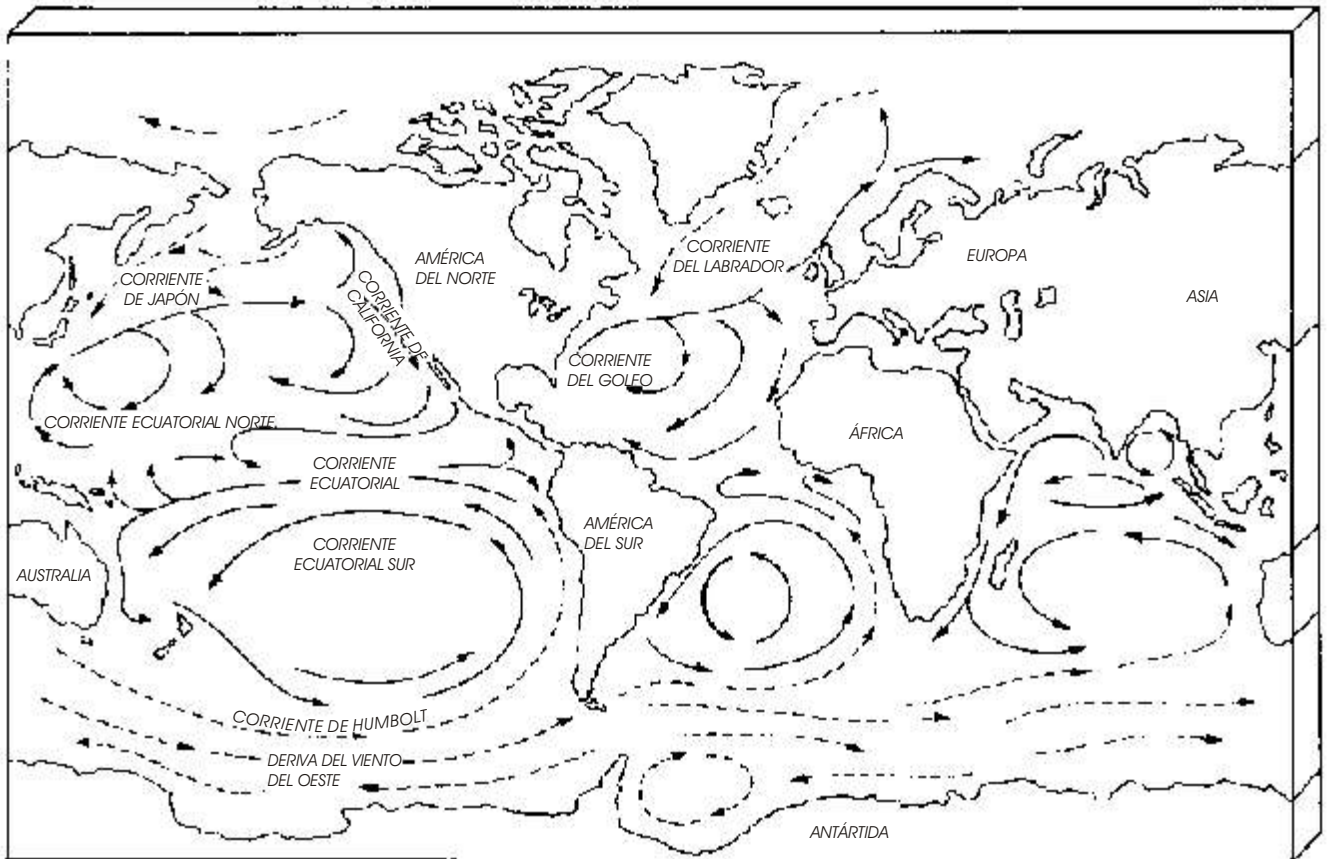 CORRIENTE
DEL LABRADOR
AMÉRICA
DEL NORTE
EUROPA
CORRIENTE
DE JAPÓN
CORRIENTE DE
CALIFORNIA
ASIA
CORRIENTE
DEL GOLFO
CORRIENTE ECUATORIAL NORTE
ÁFRICA
CORRIENTE
ECUATORIAL
AMÉRICA
DEL SUR
CORRIENTE
ECUATORIAL SUR
AUSTRALIA
CORRIENTE DE HUMBOLT
DERIVA DEL VIENTO
DEL OESTE
ANTÁRTIDA